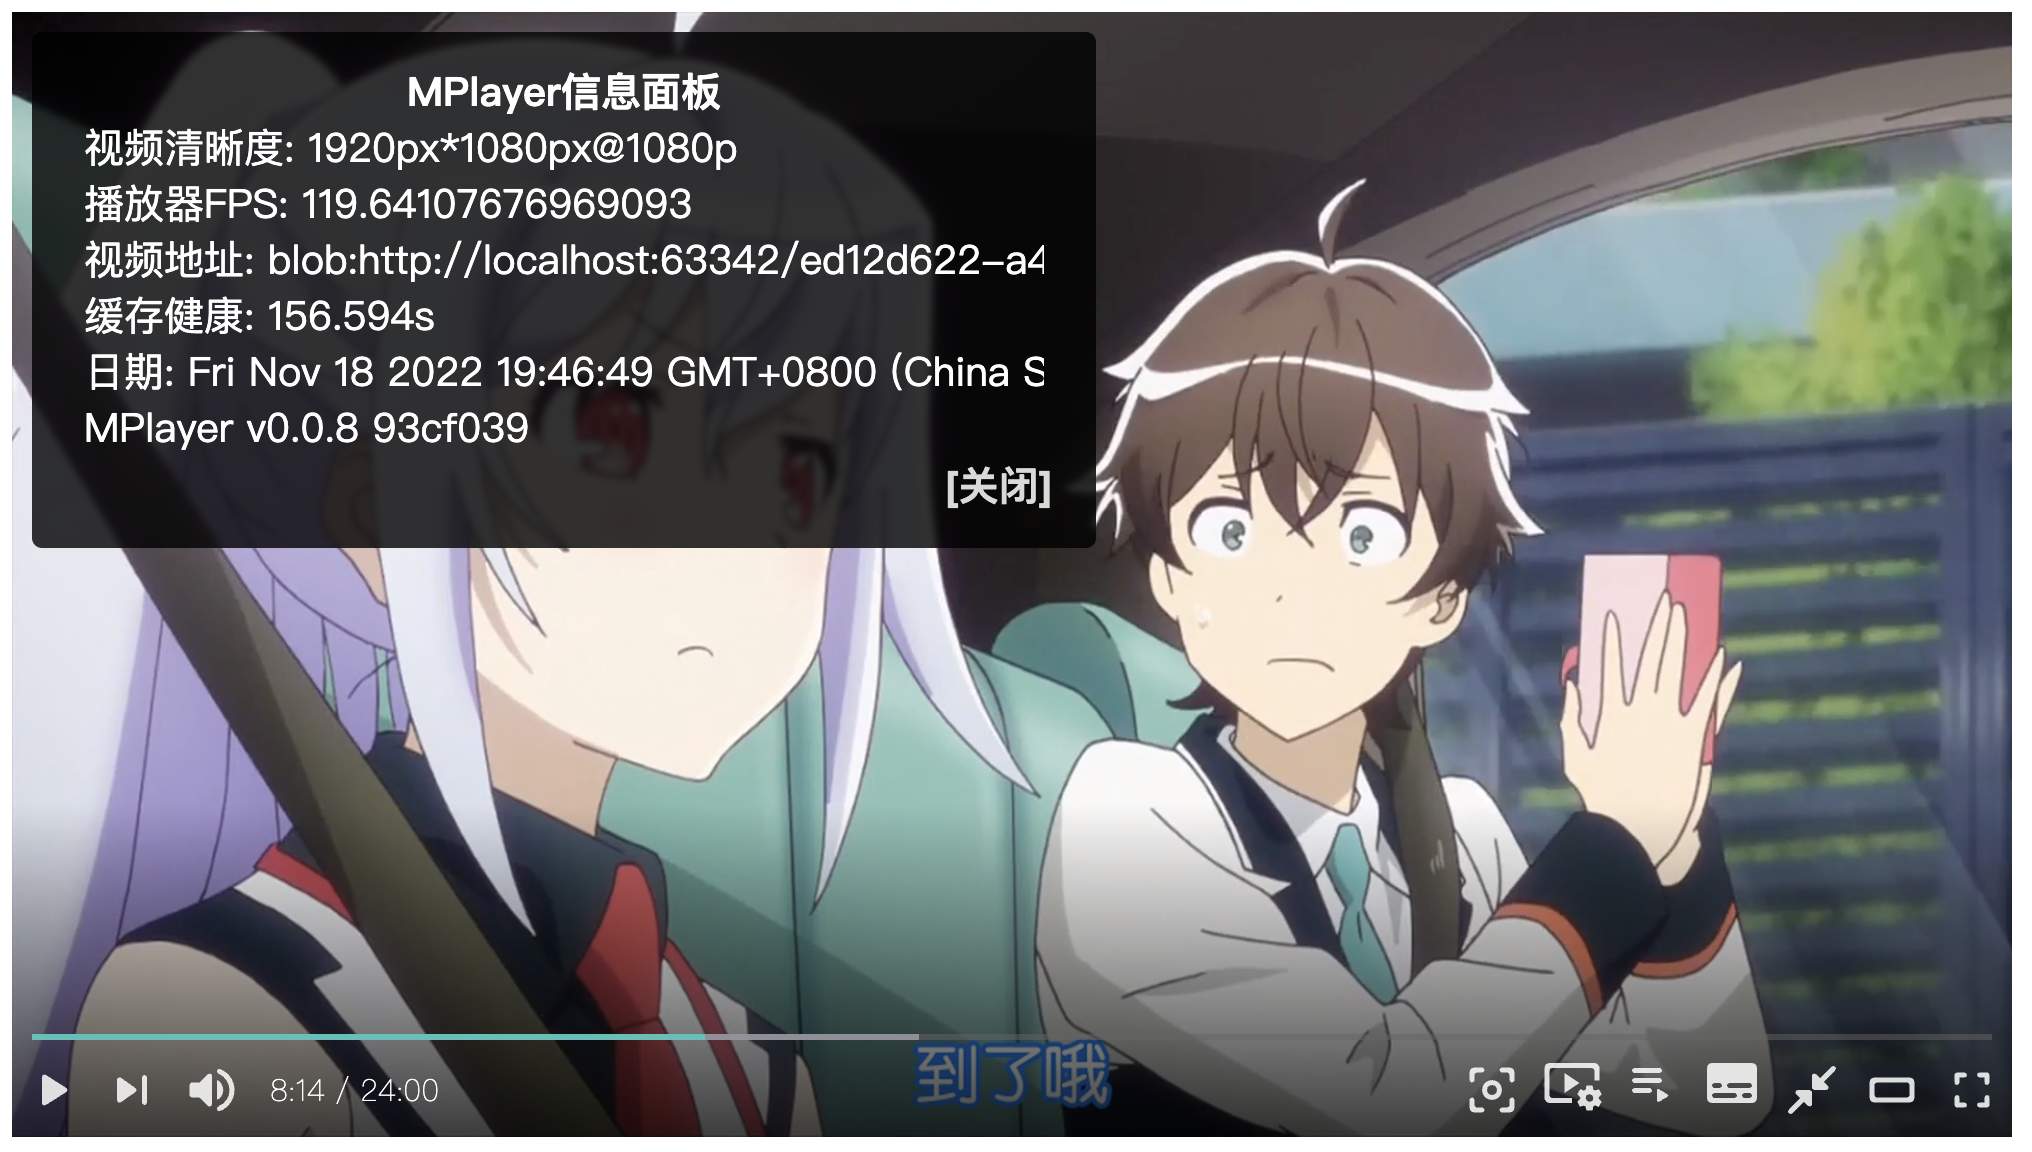 MPlayer信息面板
视频清晰度: 1920px*1080px@1080p
播放器FPS: 119.64107676969093
视频地址: blob:http://localhost:63342/ed12d622-a4
缓存健康: 156.594s
日期: Fri Nov 18 2022 19:46:49 GMT+0800 (China S
MPlayer v0.0.8 93cf039
[关闭]
到了哦
8:14 / 24:00